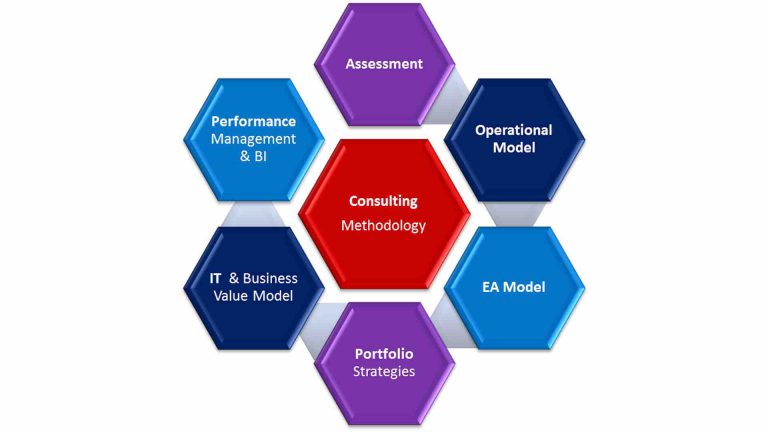 Assessment
Operational
Model
EA Model
Portfolio
Strategies
IT & Business
Value Model
Performance
Management
& BI
Consulting
Methodology